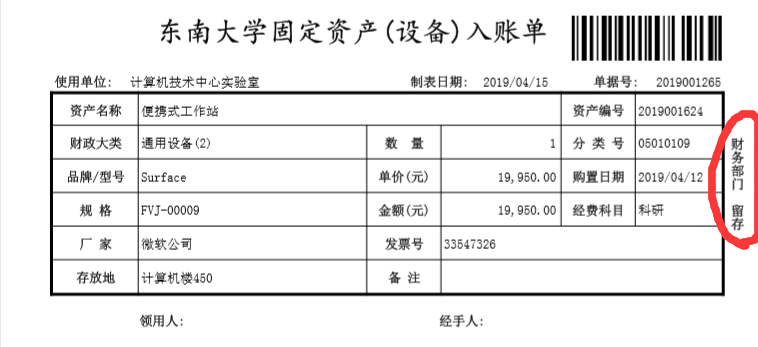 东南大学固定资产(设备)入账单
使用单位: 计算机技术中心实验室 制表日期: 2019/04/15 单据号: 2019001265
资产名称 便携式工作站 资产编号 2019001624
财政大类 通用设备(2) 数 量 1 分 类 号 05010109
品牌/型号 Surface 单价(元) 19,950.00 购置日期 2019/04/12
规 格 FVJ-00009 金额(元) 19,950.00 经费科目 科研
厂 家 微软公司 发票号 33547326
存放地 计算机楼450 备 注
领用人: 经手人:
财务部门 留存